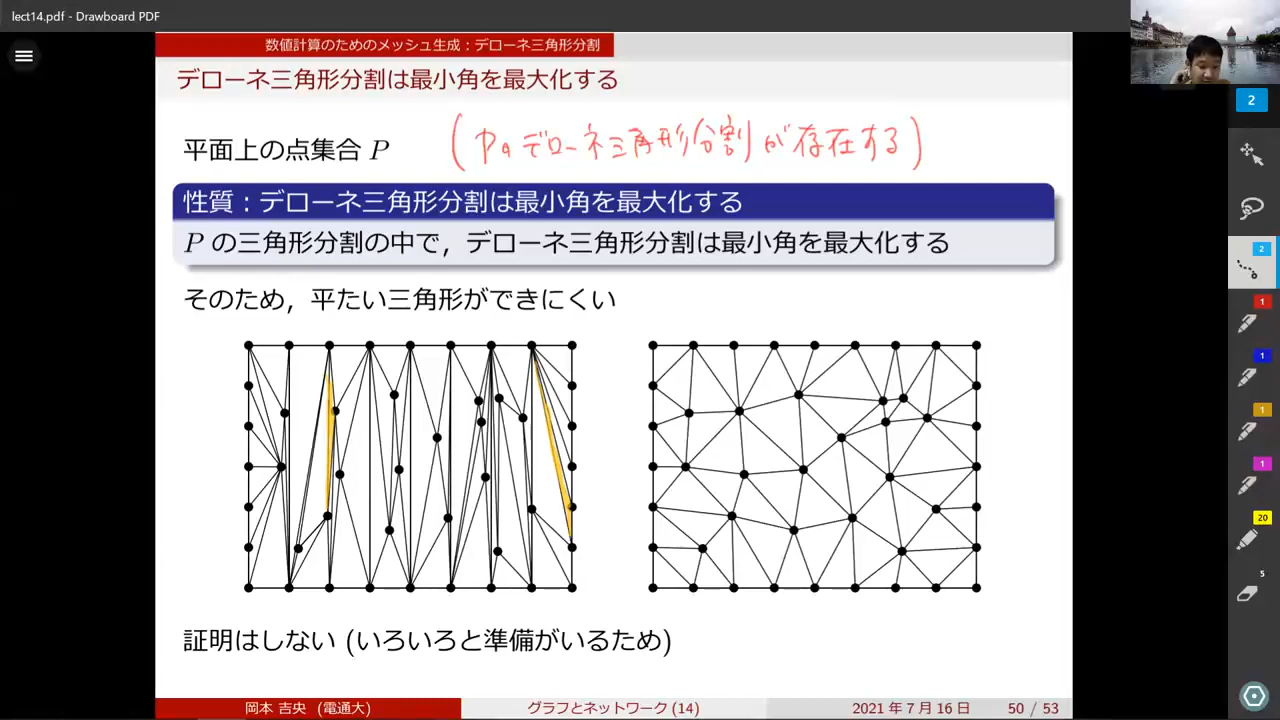 lect14.pdf - Drawboard PDF
数値計算のためのメッシュ生成：デローネ三角形分割
デローネ三角形分割は最小角を最大化する
平面上の点集合 P
(Pのデローネ三角形分割が存在する)
性質：デローネ三角形分割は最小角を最大化する
P の三角形分割の中で，デローネ三角形分割は最小角を最大化する
そのため，平たい三角形ができにくい
証明はしない (いろいろと準備がいるため)
岡本 吉央 (電通大)
グラフとネットワーク (14)
2021 年 7 月 16 日
50 / 53
2
2
1
1
1
1
20
5